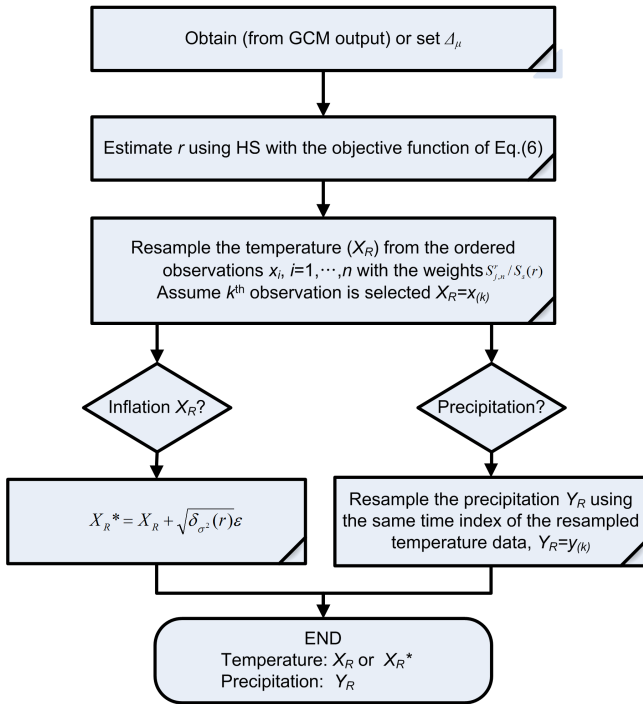 Obtain (from GCM output) or set Δμ
Estimate r using HS with the objective function of Eq.(6)
Resample the temperature (XR) from the ordered
observations xi, i=1,⋯,n with the weights S^r_{j,n}/S_s(r)
Assume kth observation is selected XR=x(k)
Inflation XR?
Precipitation?
XR* = XR + √δσ²(r)ε
Resample the precipitation YR using
the same time index of the resampled
temperature data, YR=y(k)
END
Temperature: XR or XR*
Precipitation: YR